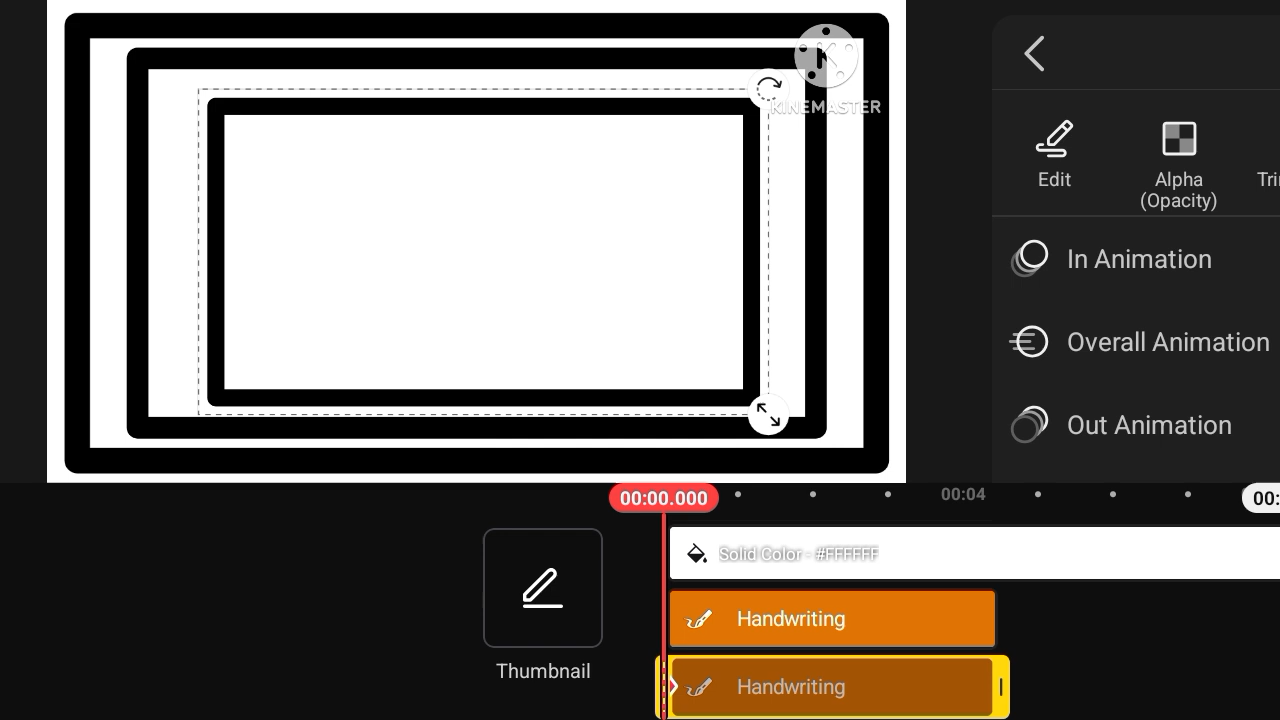 K
KINEMASTER
Edit
Alpha
(Opacity)
Tri
In Animation
Overall Animation
Out Animation
00:00.000
00:04
00:
Solid Color - #FFFFFF
Handwriting
Handwriting
Thumbnail